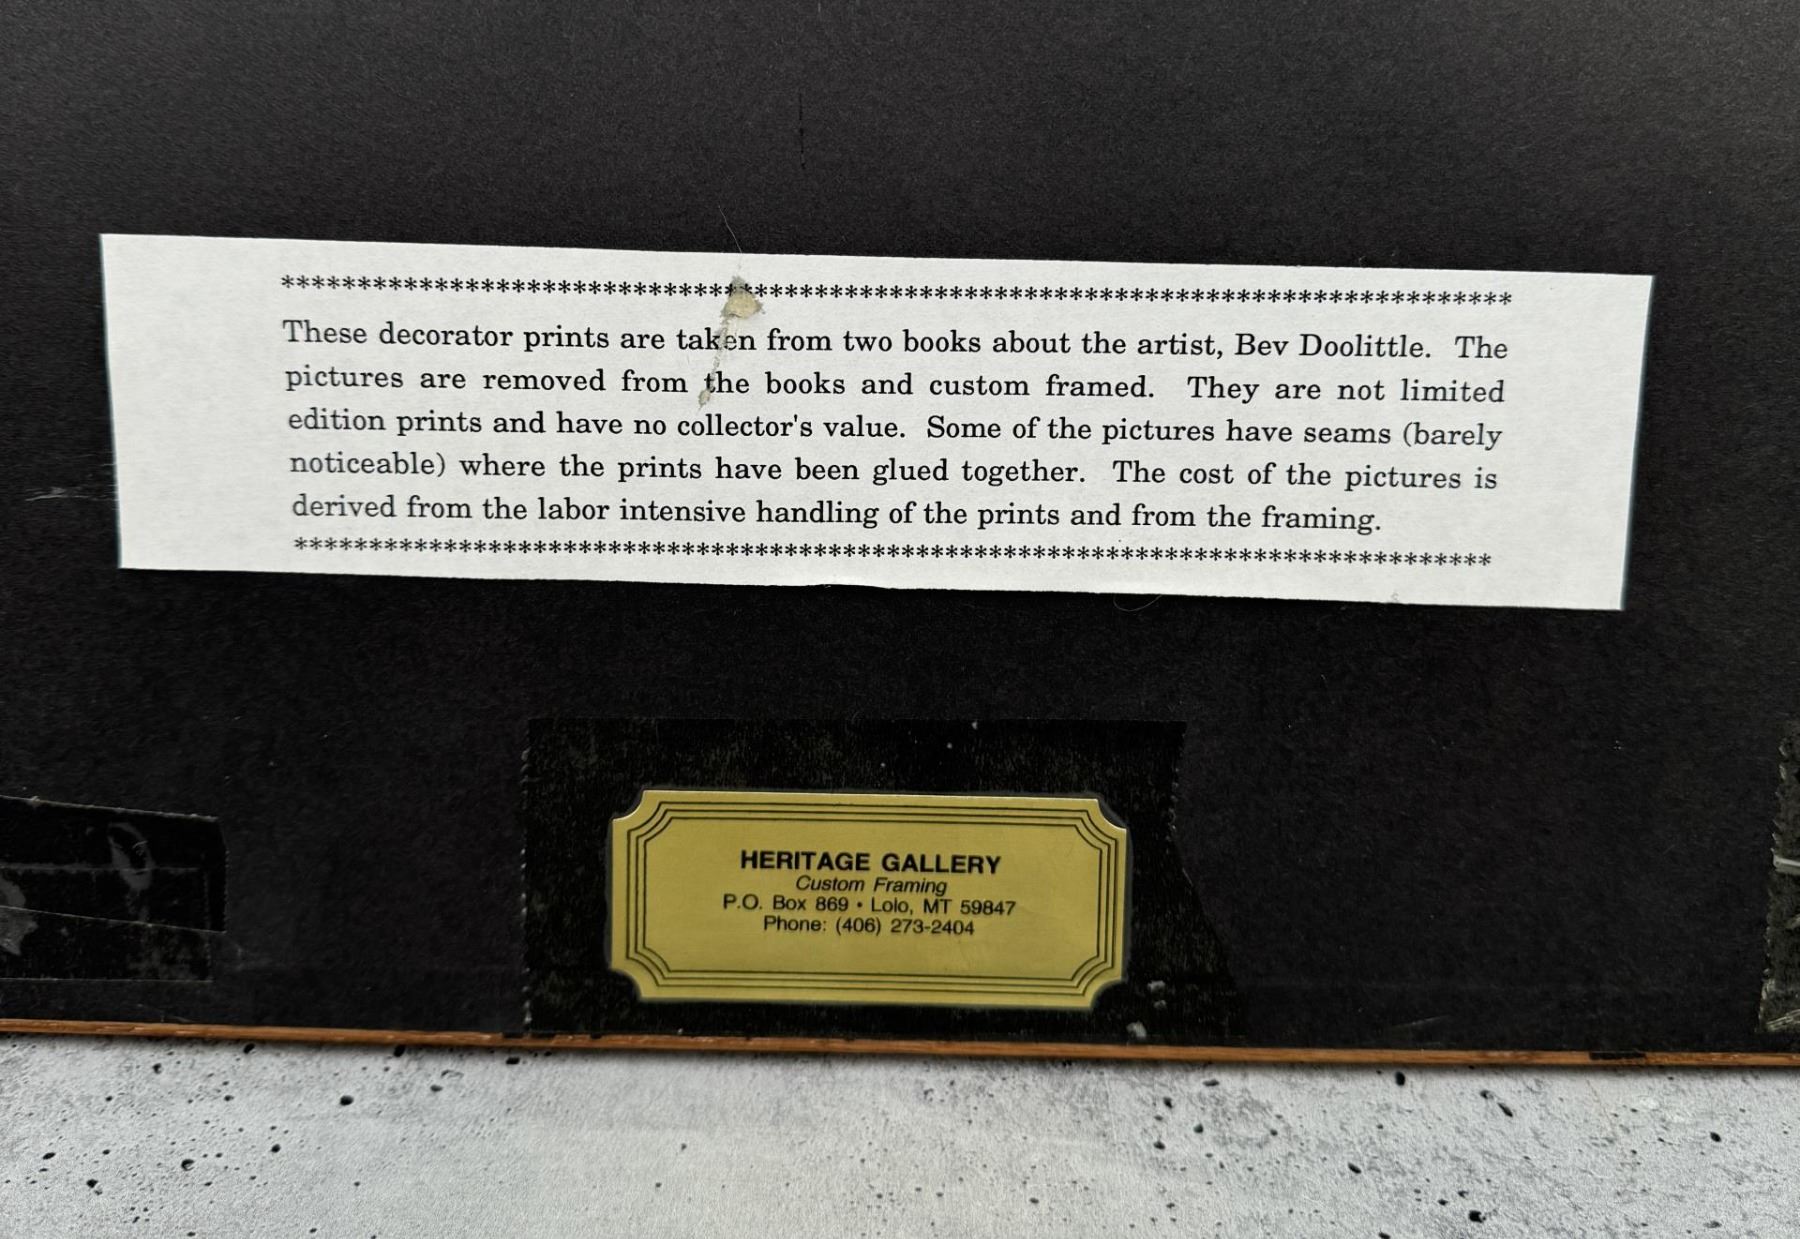 *********************************************************************************
These decorator prints are taken from two books about the artist, Bev Doolittle. The
pictures are removed from the books and custom framed. They are not limited
edition prints and have no collector's value. Some of the pictures have seams (barely
noticeable) where the prints have been glued together. The cost of the pictures is
derived from the labor intensive handling of the prints and from the framing.
*********************************************************************************
HERITAGE GALLERY
Custom Framing
P.O. Box 869 • Lolo, MT 59847
Phone: (406) 273-2404